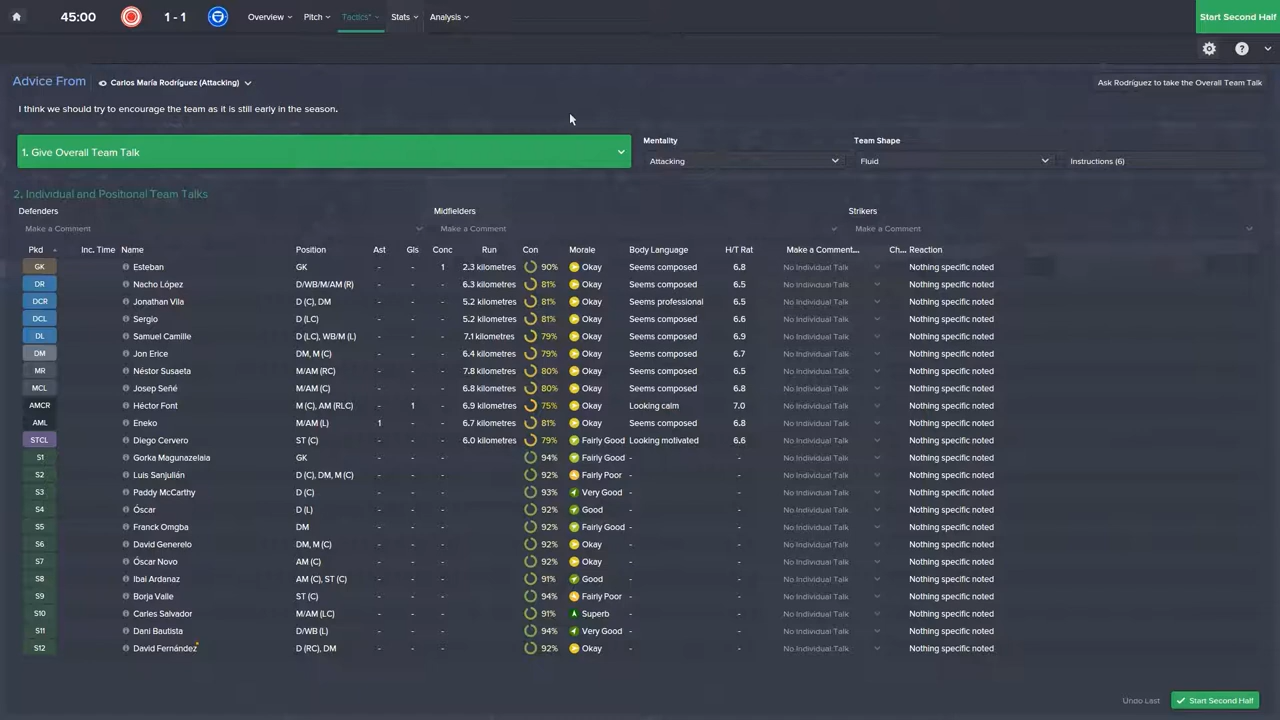 45:00 1 - 1 Overview Pitch Tactics* Stats Analysis Start Second Half
?
Advice From Carlos María Rodríguez (Attacking) Ask Rodríguez to take the Overall Team Talk
I think we should try to encourage the team as it is still early in the season.
Mentality Team Shape
1. Give Overall Team Talk Attacking Fluid Instructions (6)
2. Individual and Positional Team Talks
Defenders Midfielders Strikers
Make a Comment Make a Comment Make a Comment
Pkd Inc. Time Name Position Ast Gls Conc Run Con Morale Body Language H/T Rat Make a Comment... Ch... Reaction
GK Esteban GK - - 1 2.3 kilometres 90% Okay Seems composed 6.8 No Individual Talk Nothing specific noted
DR Nacho López D/WB/M/AM (R) - - - 6.3 kilometres 81% Okay Seems composed 6.5 No Individual Talk Nothing specific noted
DCR Jonathan Vila D (C), DM - - - 5.2 kilometres 81% Okay Seems professional 6.5 No Individual Talk Nothing specific noted
DCL Sergio D (LC) - - - 5.2 kilometres 81% Okay Seems composed 6.6 No Individual Talk Nothing specific noted
DL Samuel Camille D (LC), WB/M (L) - - - 7.1 kilometres 79% Okay Seems composed 6.9 No Individual Talk Nothing specific noted
DM Jon Erice DM, M (C) - - - 6.4 kilometres 79% Okay Seems composed 6.7 No Individual Talk Nothing specific noted
MR Néstor Susaeta M/AM (RC) - - - 7.8 kilometres 80% Okay Seems composed 6.5 No Individual Talk Nothing specific noted
MCL Josep Señé M/AM (C) - - - 6.8 kilometres 80% Okay Seems composed 6.8 No Individual Talk Nothing specific noted
AMCR Héctor Font M (C), AM (RLC) - 1 - 6.9 kilometres 75% Okay Looking calm 7.0 No Individual Talk Nothing specific noted
AML Eneko M/AM (L) 1 - - 6.7 kilometres 81% Okay Seems composed 6.8 No Individual Talk Nothing specific noted
STCL Diego Cervero ST (C) - - - 6.0 kilometres 79% Fairly Good Looking motivated 6.6 No Individual Talk Nothing specific noted
S1 Gorka Magunazelaia GK - - - 94% Fairly Good - - No Individual Talk Nothing specific noted
S2 Luis Sanjulián D (C), DM, M (C) - - - 92% Fairly Poor - - No Individual Talk Nothing specific noted
S3 Paddy McCarthy D (C) - - - 93% Very Good - - No Individual Talk Nothing specific noted
S4 Óscar D (L) - - - 92% Good - - No Individual Talk Nothing specific noted
S5 Franck Omgba DM - - - 92% Fairly Good - - No Individual Talk Nothing specific noted
S6 David Generelo DM, M (C) - - - 92% Okay - - No Individual Talk Nothing specific noted
S7 Óscar Novo AM (C) - - - 92% Okay - - No Individual Talk Nothing specific noted
S8 Ibai Ardanaz AM (C), ST (C) - - - 91% Good - - No Individual Talk Nothing specific noted
S9 Borja Valle ST (C) - - - 94% Fairly Poor - - No Individual Talk Nothing specific noted
S10 Carles Salvador M/AM (LC) - - - 91% Superb - - No Individual Talk Nothing specific noted
S11 Dani Bautista D/WB (L) - - - 94% Very Good - - No Individual Talk Nothing specific noted
S12 David Fernández D (RC), DM - - - 92% Okay - - No Individual Talk Nothing specific noted
Undo Last Start Second Half